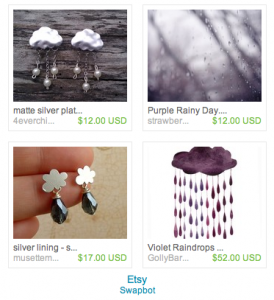 matte silver plat...
4everchi... $12.00 USD
Purple Rainy Day....
strawber... $12.00 USD
silver lining - s...
musettem... $17.00 USD
Violet Raindrops ...
GollyBar... $52.00 USD
Etsy
Swapbot